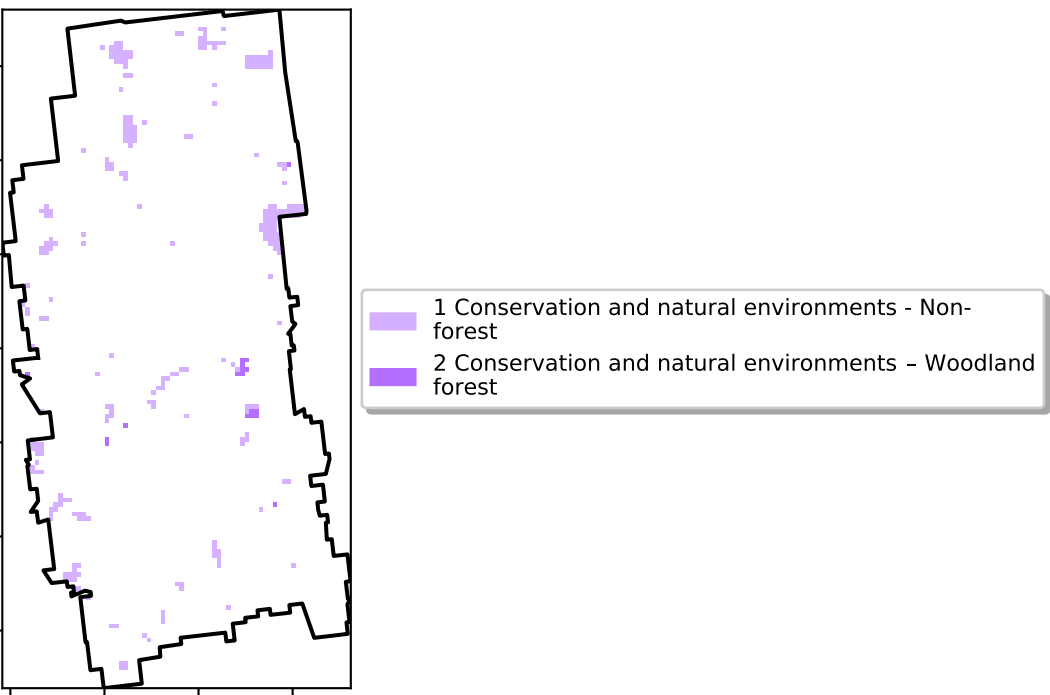 1 Conservation and natural environments - Non-
forest
2 Conservation and natural environments – Woodland
forest